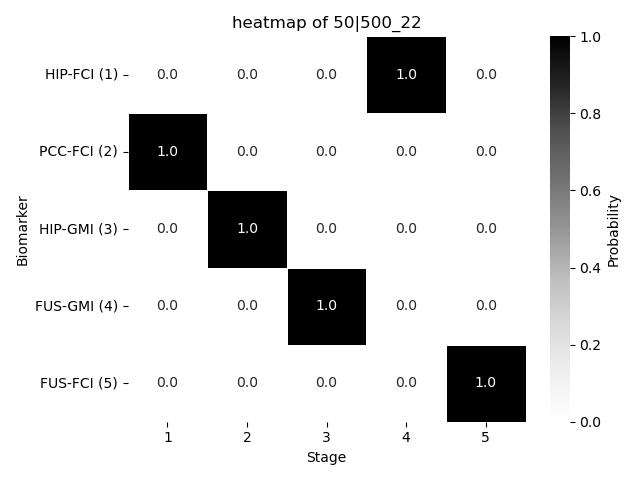 heatmap of 50|500_22
HIP-FCI (1) 0.0 0.0 0.0 1.0 0.0
PCC-FCI (2) 1.0 0.0 0.0 0.0 0.0
HIP-GMI (3) 0.0 1.0 0.0 0.0 0.0
FUS-GMI (4) 0.0 0.0 1.0 0.0 0.0
FUS-FCI (5) 0.0 0.0 0.0 0.0 1.0
1 2 3 4 5
Stage
Biomarker
1.0
0.8
0.6
0.4
0.2
0.0
Probability